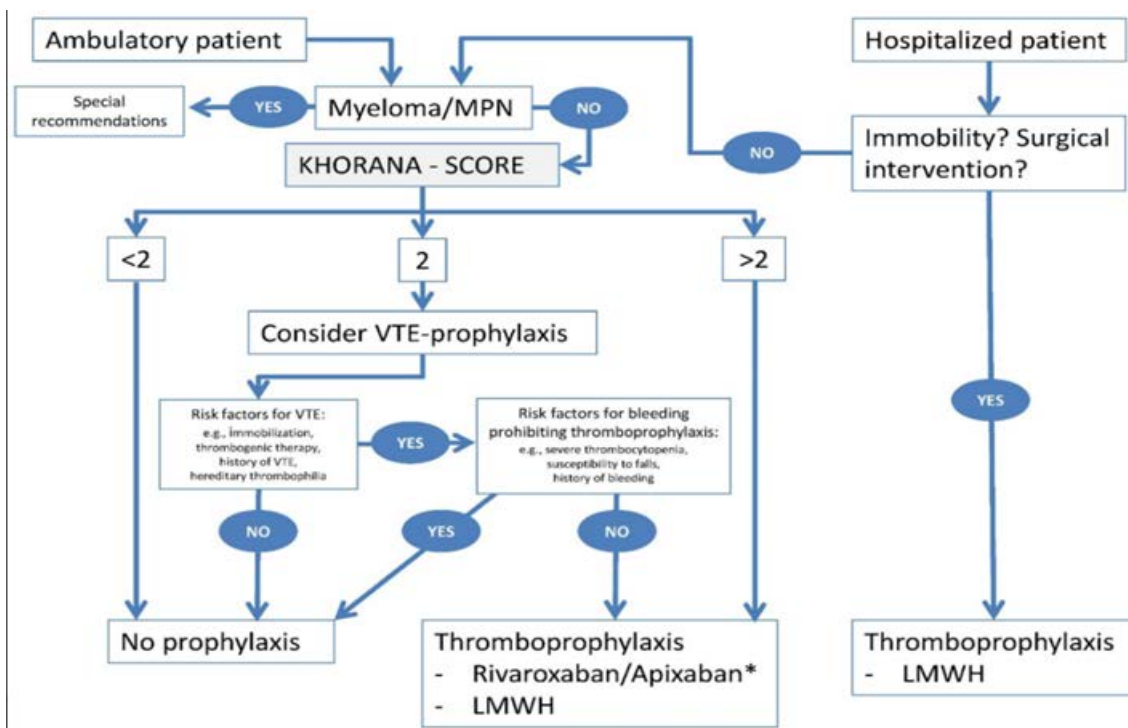 Ambulatory patient
Hospitalized patient
Special
recommendations
YES
Myeloma/MPN
NO
NO
Immobility? Surgical
intervention?
KHORANA - SCORE
<2
2
>2
Consider VTE-prophylaxis
Risk factors for VTE:
e.g., immobilization,
thrombogenic therapy,
history of VTE,
hereditary thrombophilia
YES
Risk factors for bleeding
prohibiting thromboprophylaxis:
e.g., severe thrombocytopenia,
susceptibility to falls,
history of bleeding
YES
NO
YES
NO
No prophylaxis
Thromboprophylaxis
- Rivaroxaban/Apixaban*
- LMWH
Thromboprophylaxis
- LMWH